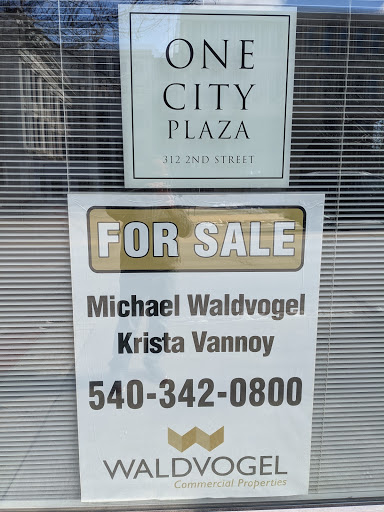 ONE
CITY
PLAZA
312 2ND STREET
FOR SALE
Michael Waldvogel
Krista Vannoy
540-342-0800
WALDVOGEL
Commercial Properties